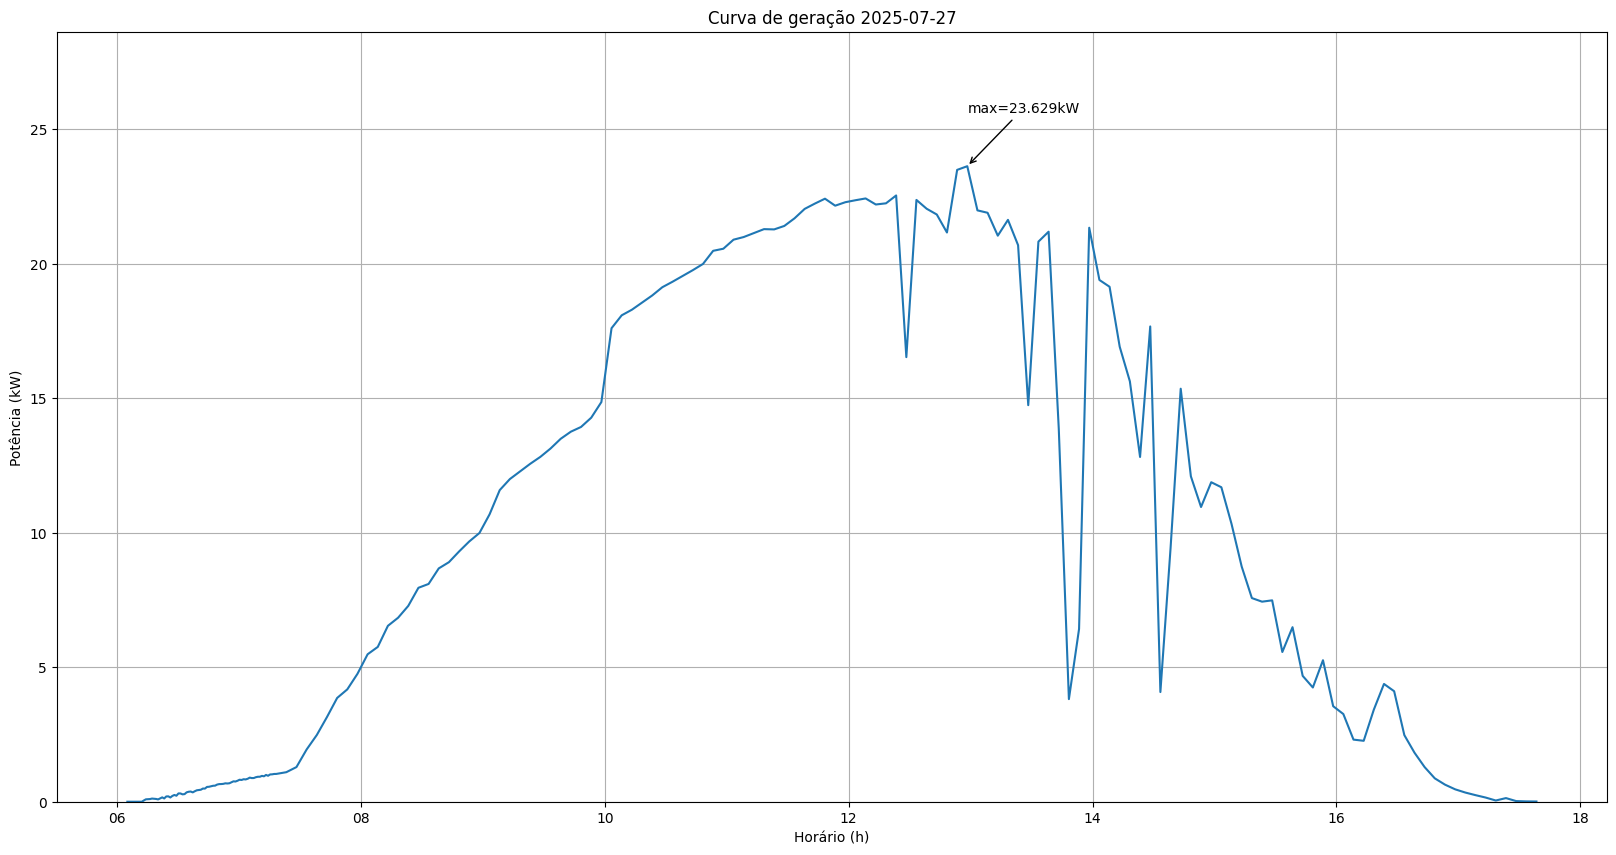 Curva de geração 2025-07-27
max=23.629kW
Potência (kW)
25
20
15
10
5
0
06 08 10 12 14 16 18
Horário (h)